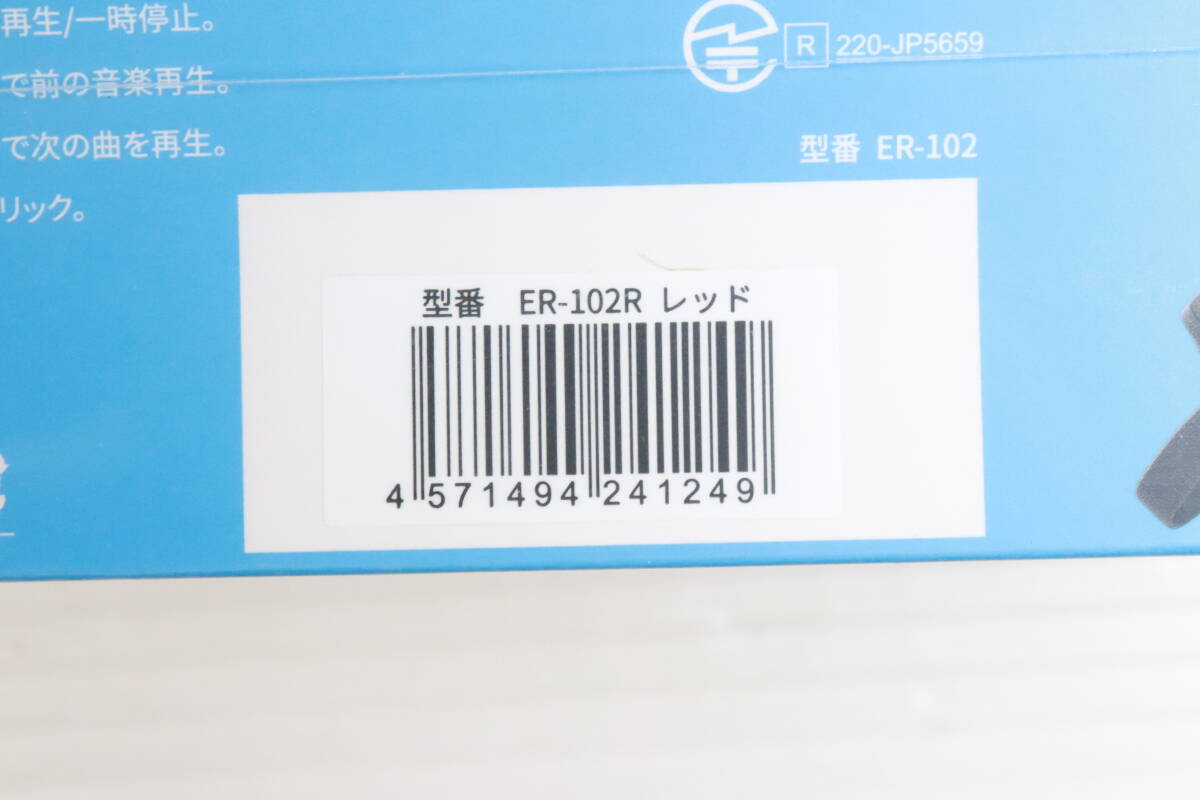 再生/一時停止。
で前の音楽再生。
で次の曲を再生。
リック。
R 220-JP5659
型番 ER-102
型番 ER-102R レッド
4 571494 241249